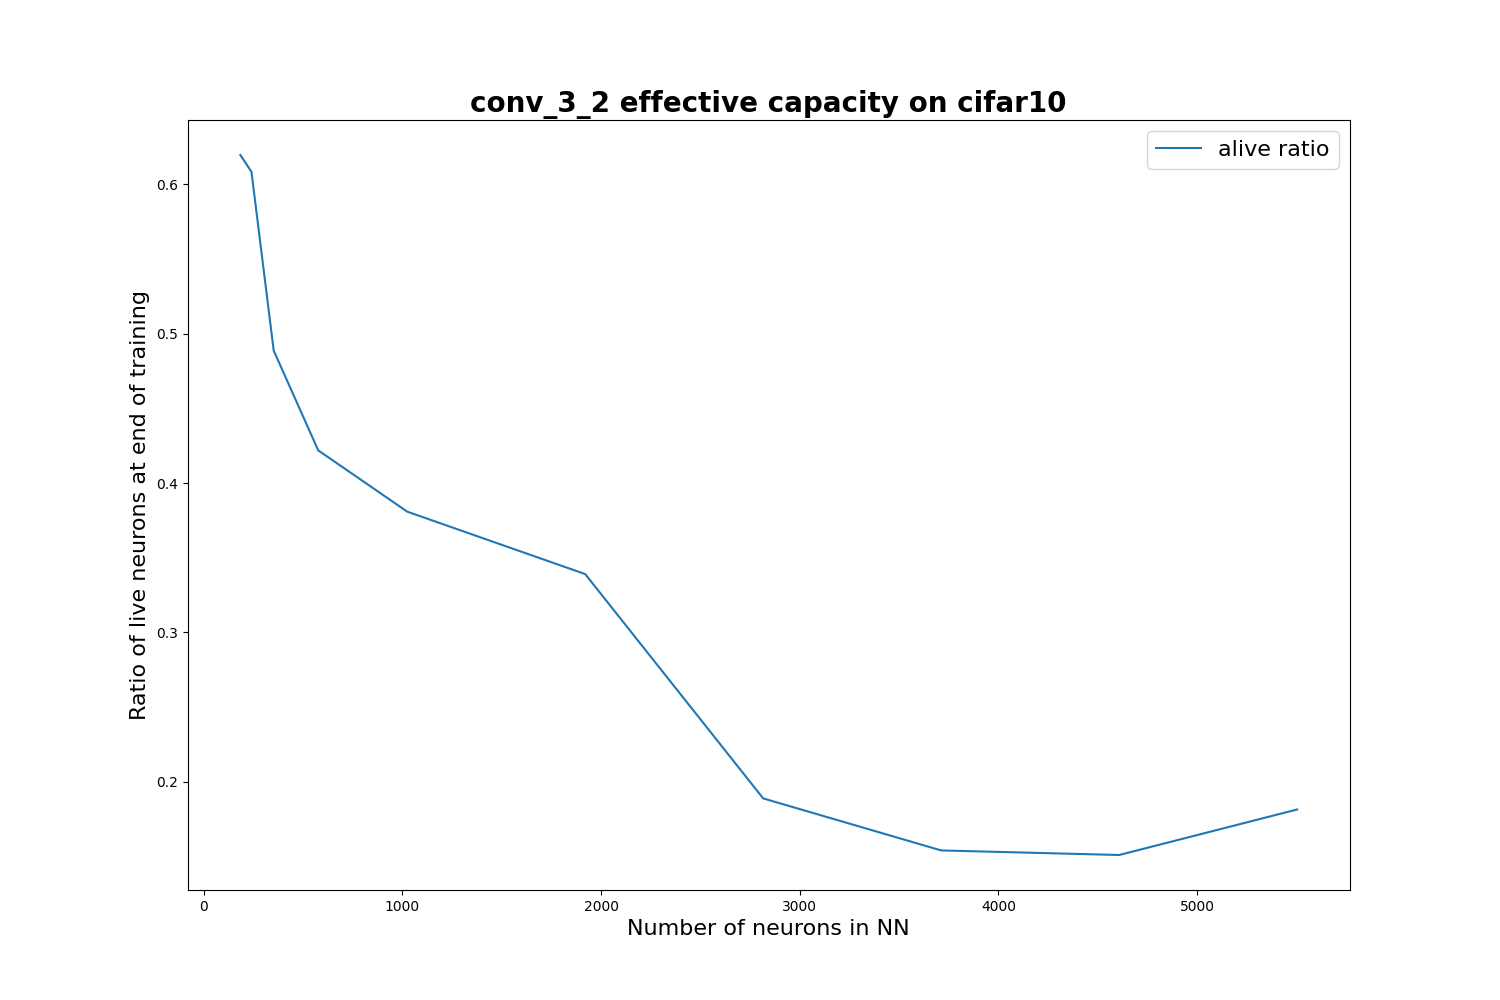 conv_3_2 effective capacity on cifar10
alive ratio
Ratio of live neurons at end of training
0.6
0.5
0.4
0.3
0.2
0 1000 2000 3000 4000 5000
Number of neurons in NN